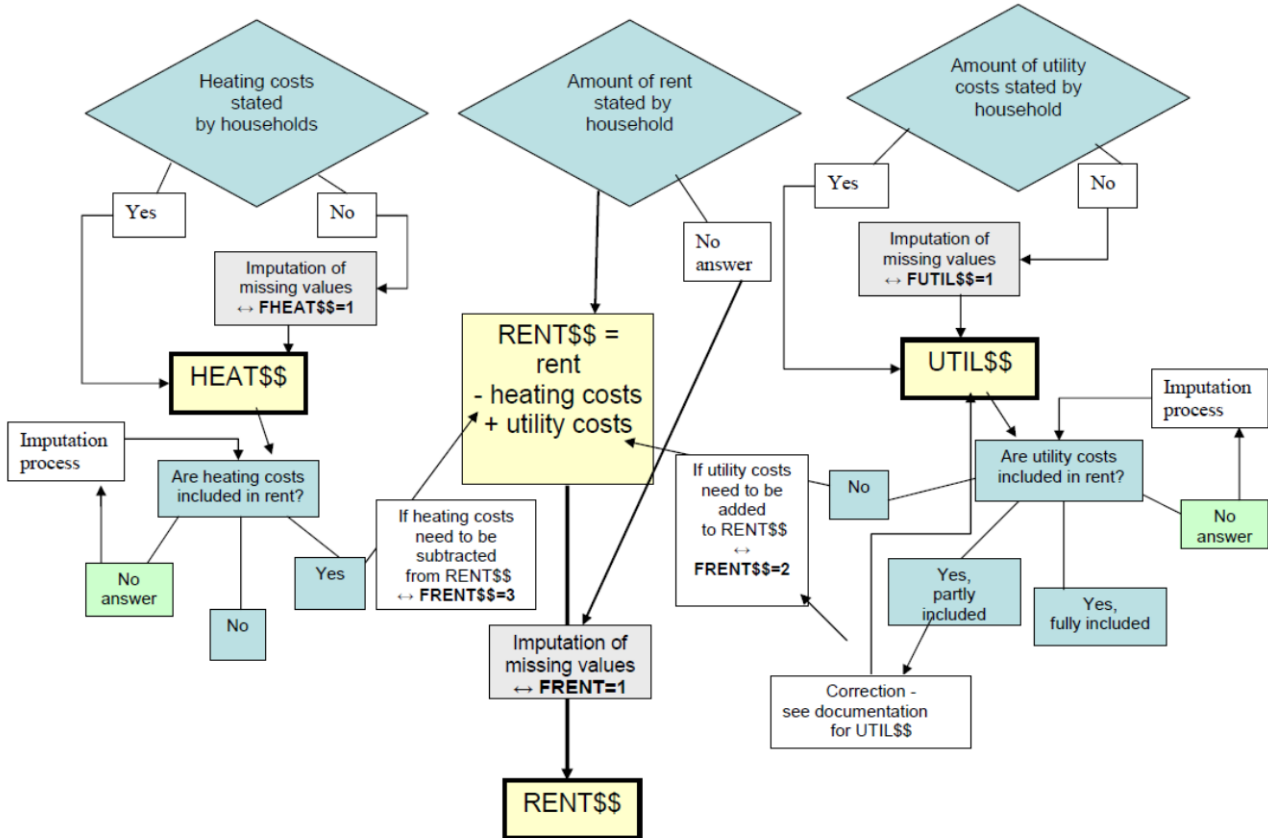 Heating costs
stated
by households
Amount of rent
stated by
household
Amount of utility
costs stated by
household
Yes
No
No
answer
Yes
No
Imputation of
missing values
↔ FHEAT$$=1
Imputation of
missing values
↔ FUTIL$$=1
HEAT$$
RENT$$ =
rent
- heating costs
+ utility costs
UTIL$$
Imputation
process
Are heating costs
included in rent?
No
answer
No
Yes
If heating costs
need to be
subtracted
from RENT$$
↔ FRENT$$=3
If utility costs
need to be
added
to RENT$$
↔
FRENT$$=2
No
Are utility costs
included in rent?
Imputation
process
No
answer
Yes,
partly
included
Yes,
fully included
Imputation of
missing values
↔ FRENT=1
Correction -
see documentation
for UTIL$$
RENT$$